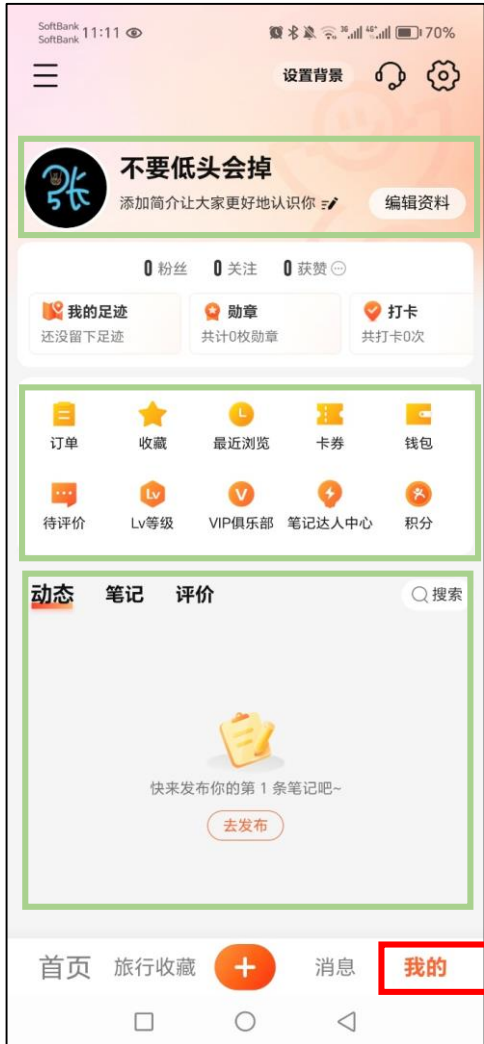 SoftBank
SoftBank 11:11 70%
设置背景
不要低头会掉
添加简介让大家更好地认识你
编辑资料
0 粉丝 0 关注 0 获赞
我的足迹 勋章 打卡
还没留下足迹 共计0枚勋章 共打卡0次
订单 收藏 最近浏览 卡券 钱包
Lv V
待评价 Lv等级 VIP俱乐部 笔记达人中心 积分
动态 笔记 评价 搜索
快来发布你的第 1 条笔记吧~
去发布
首页 旅行收藏 + 消息 我的